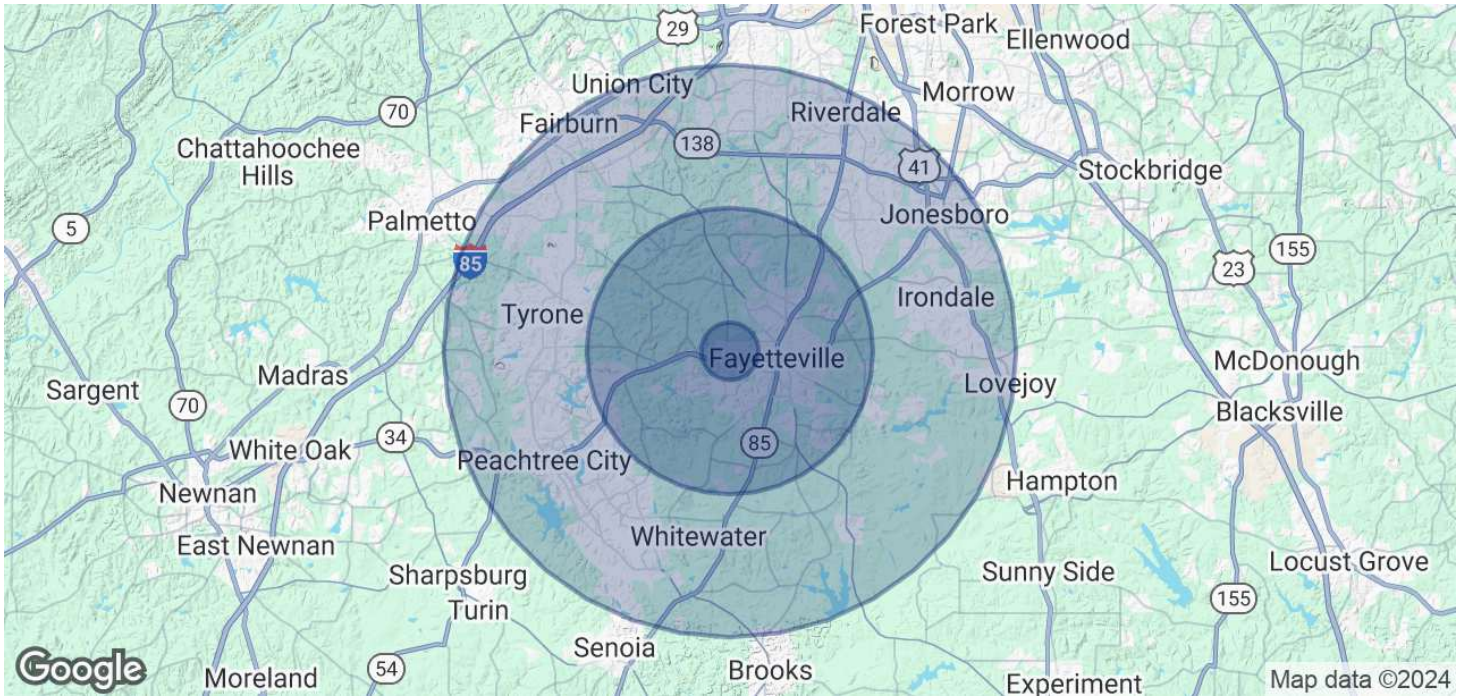 29
Forest Park
Ellenwood
Union City
Morrow
70
Riverdale
Fairburn
138
Chattahoochee
Hills
41
Stockbridge
Palmetto
Jonesboro
5
155
85
23
Irondale
Tyrone
Fayetteville
McDonough
Madras
Lovejoy
Sargent
70
Blacksville
34
85
White Oak
Peachtree City
Hampton
Newnan
Whitewater
East Newnan
Locust Grove
Sharpsburg
Sunny Side
155
Turin
Senoia
Google
Brooks
54
Moreland
Experiment
Map data ©2024